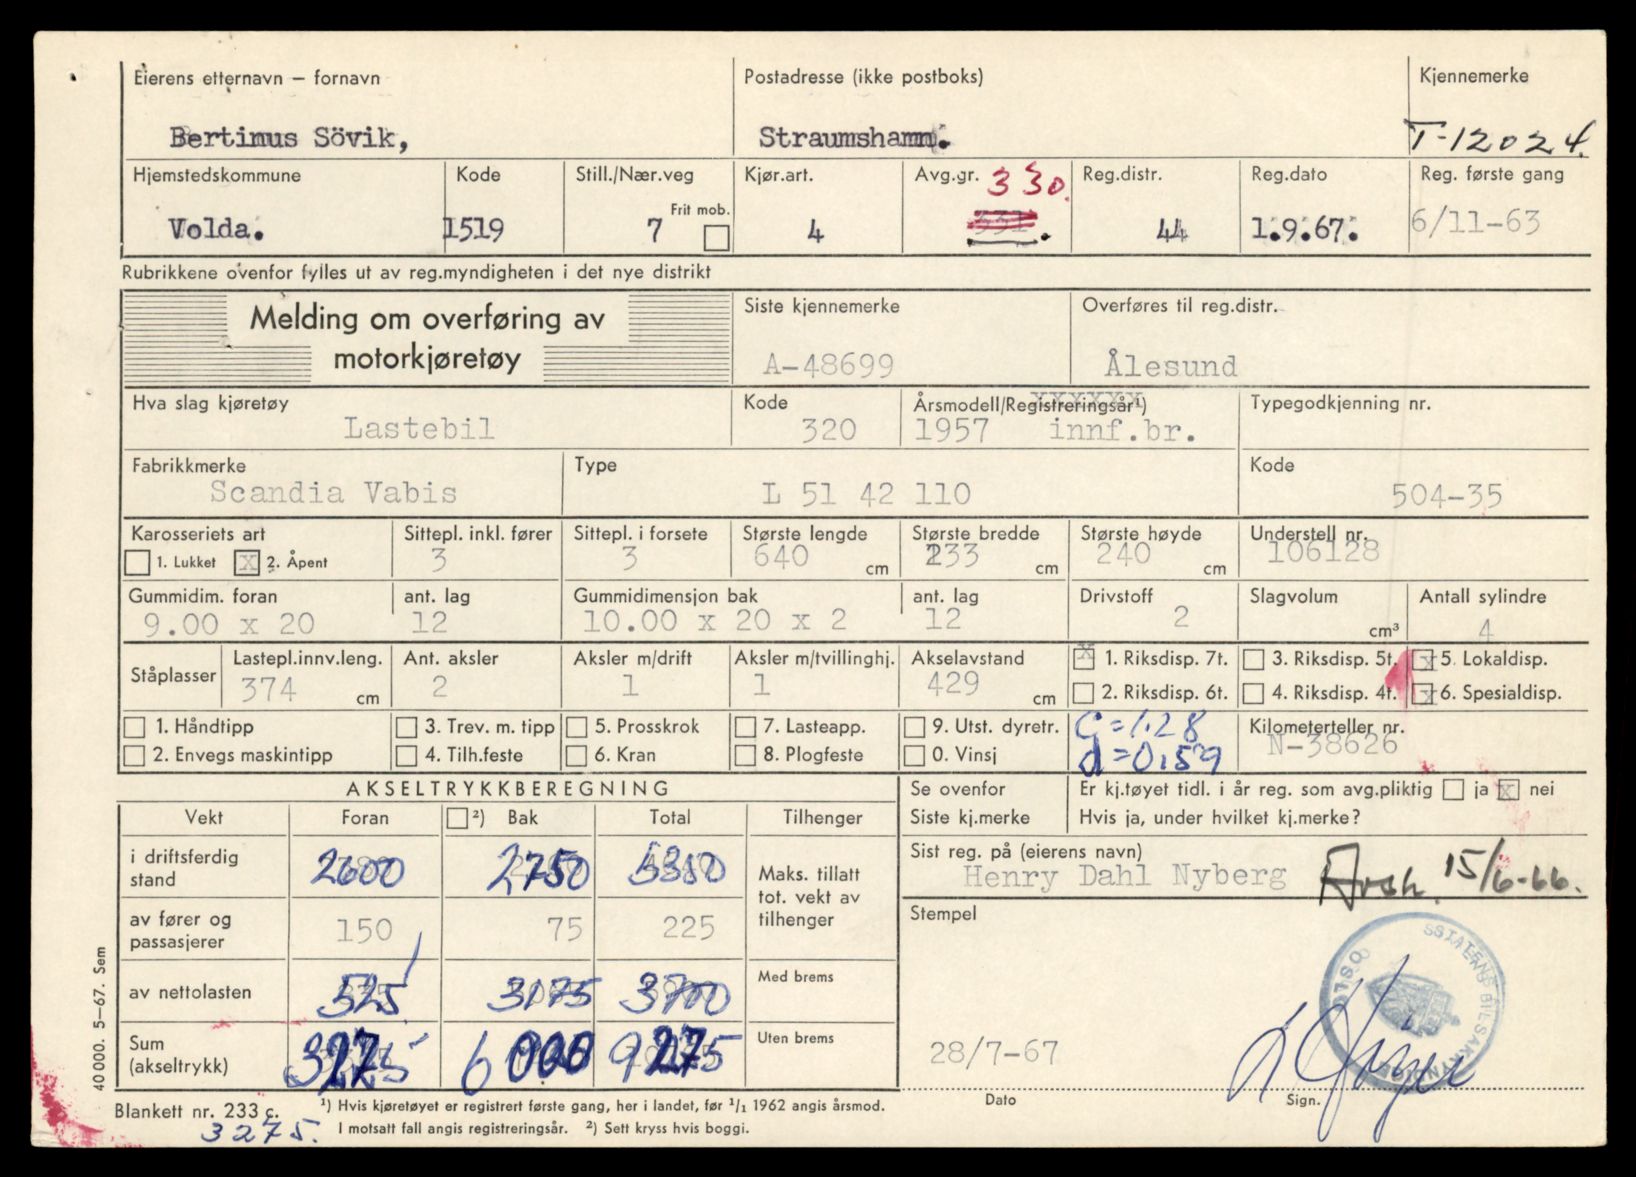 Eierens etternavn — fornavn
Postadresse (ikke postboks)
Kjennemerke
Bertinus Sövik,
Straumshamn.
T-12024.
Hjemstedskommune
Kode
Still./Nær.veg
Kjør.art.
Avg.gr.
330.
Reg.distr.
Reg.dato
Reg. første gang
Frit mob.
Volda.
1519
7
4
331.
44
1.9.67.
6/11-63
Rubrikkene ovenfor fylles ut av reg.myndigheten i det nye distrikt
Melding om overføring av
motorkjøretøy
Siste kjennemerke
Overføres til reg.distr.
A-48699
Ålesund
Hva slag kjøretøy
Kode
Årsmodell/Registreringsår¹)
xxxxxx
Typegodkjenning nr.
Lastebil
320
1957
innf.br.
Fabrikkmerke
Type
Kode
Scandia Vabis
L 51 42 110
504-35
Karosseriets art
Sittepl. inkl. fører
Sittepl. i forsete
Største lengde
Største bredde
Største høyde
Understell nr.
1. Lukket
x 2. Åpent
3
3
640 cm
233 cm
240 cm
106128
Gummidim. foran
ant. lag
Gummidimensjon bak
ant. lag
Drivstoff
Slagvolum
Antall sylindre
9.00 x 20
12
10.00 x 20 x 2
12
2
cm³
4
Ståplasser
Lastepl.innv.leng.
Ant. aksler
Aksler m/drift
Aksler m/tvillinghj.
Akselavstand
x 1. Riksdisp. 7t.
3. Riksdisp. 5t.
x 5. Lokaldisp.
374 cm
2
1
1
429 cm
2. Riksdisp. 6t.
4. Riksdisp. 4t.
x 6. Spesialdisp.
1. Håndtipp
3. Trev. m. tipp
5. Prosskrok
7. Lasteapp.
9. Utst. dyretr.
C=1.28
Kilometerteller nr.
2. Envegs maskintipp
4. Tilh.feste
6. Kran
8. Plogfeste
0. Vinsj
d=0,59
N-38626
AKSELTRYKKBEREGNING
Se ovenfor
Er kj.tøyet tidl. i år reg. som avg.pliktig
ja
x nei
Vekt
Foran
²) Bak
Total
Tilhenger
Siste kj.merke
Hvis ja, under hvilket kj.merke?
i driftsferdig
stand
2600
2750
5350
Maks. tillatt
tot. vekt av
tilhenger
Sist reg. på (eierens navn)
Henry Dahl Nyberg
15/6-66.
av fører og
passasjerer
150
75
225
Stempel
av nettolasten
525
3175
3700
Med brems
Sum
(akseltrykk)
3275
6000
9275
Uten brems
OSLO
STATENS BILSAKKYNDIGE
28/7-67
Dato
Sign.
40000. 5—67. Sem
Blankett nr. 233 c.
¹) Hvis kjøretøyet er registrert første gang, her i landet, før 1/1 1962 angis årsmod.
3275.
I motsatt fall angis registreringsår. ²) Sett kryss hvis boggi.